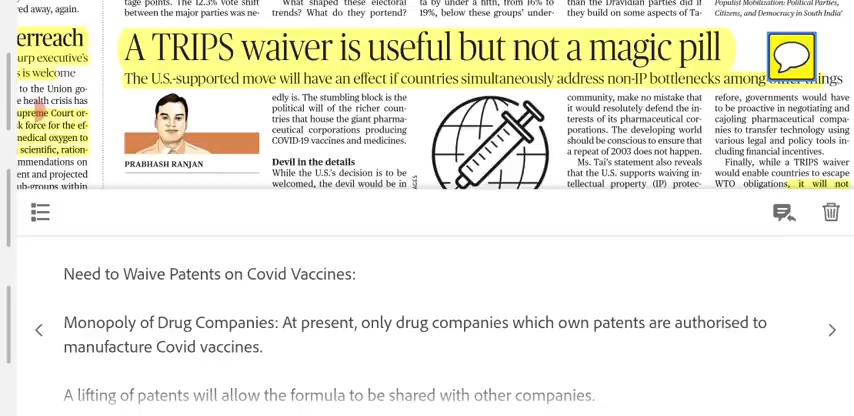 red away, again.
tage points. The 12.3% vote shift
between the major parties was ne-
What shaped these electoral
trends? What do they portend?
ta by under a fifth, from 16% to
19%, below these groups' under-
than the Dravidian parties did if
they build on some aspects of Ta-
Populist Mobilization: Political Parties,
Citizens, and Democracy in South India'
erreach
urp executive's
s is welcome
to the Union go-
e health crisis has
upreme Court or-
sk force for the ef-
medical oxygen to
scientific, ration-
mmendations on
ent and projected
ub-groups within
A TRIPS waiver is useful but not a magic pill
The U.S.-supported move will have an effect if countries simultaneously address non-IP bottlenecks among other things
PRABHASH RANJAN
edly is. The stumbling block is the
political will of the richer coun-
tries that house the giant pharma-
ceutical corporations producing
COVID-19 vaccines and medicines.
Devil in the details
While the U.S.'s decision is to be
welcomed, the devil would be in
community, make no mistake that
it would resolutely defend the in-
terests of its pharmaceutical cor-
porations. The developing world
should be conscious to ensure that
a repeat of 2003 does not happen.
Ms. Tai's statement also reveals
that the U.S. supports waiving in-
tellectual property (IP) protec-
refore, governments would have
to be proactive in negotiating and
cajoling pharmaceutical compa-
nies to transfer technology using
various legal and policy tools in-
cluding financial incentives.
Finally, while a TRIPS waiver
would enable countries to escape
WTO obligations, it will not
Need to Waive Patents on Covid Vaccines:
Monopoly of Drug Companies: At present, only drug companies which own patents are authorised to
manufacture Covid vaccines.
A lifting of patents will allow the formula to be shared with other companies.